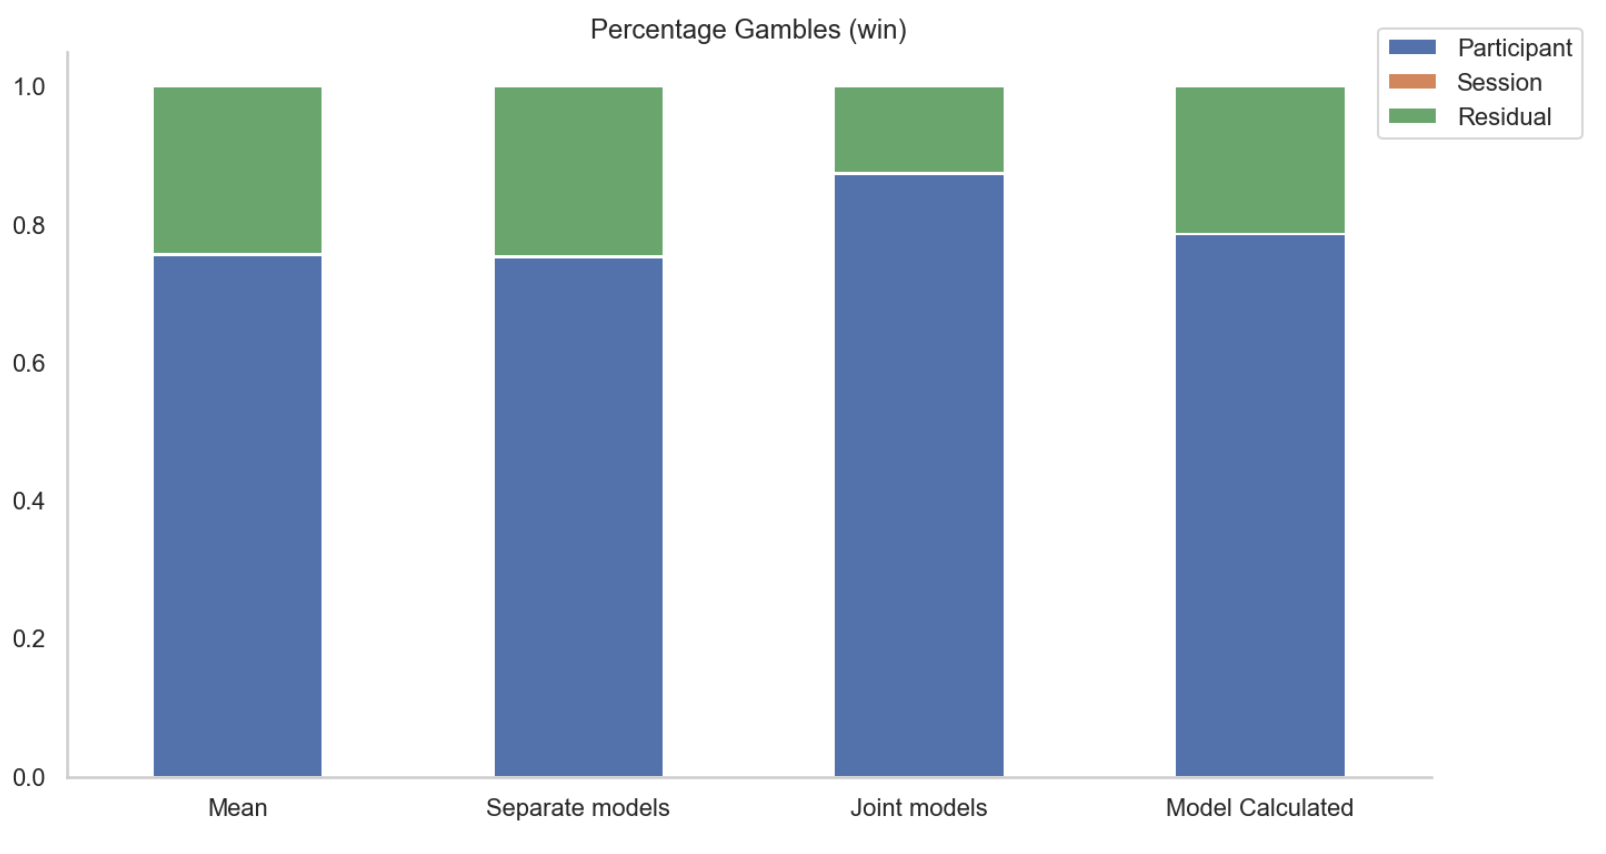 Percentage Gambles (win)
Participant
Session
Residual
1.0
0.8
0.6
0.4
0.2
0.0
Mean
Separate models
Joint models
Model Calculated